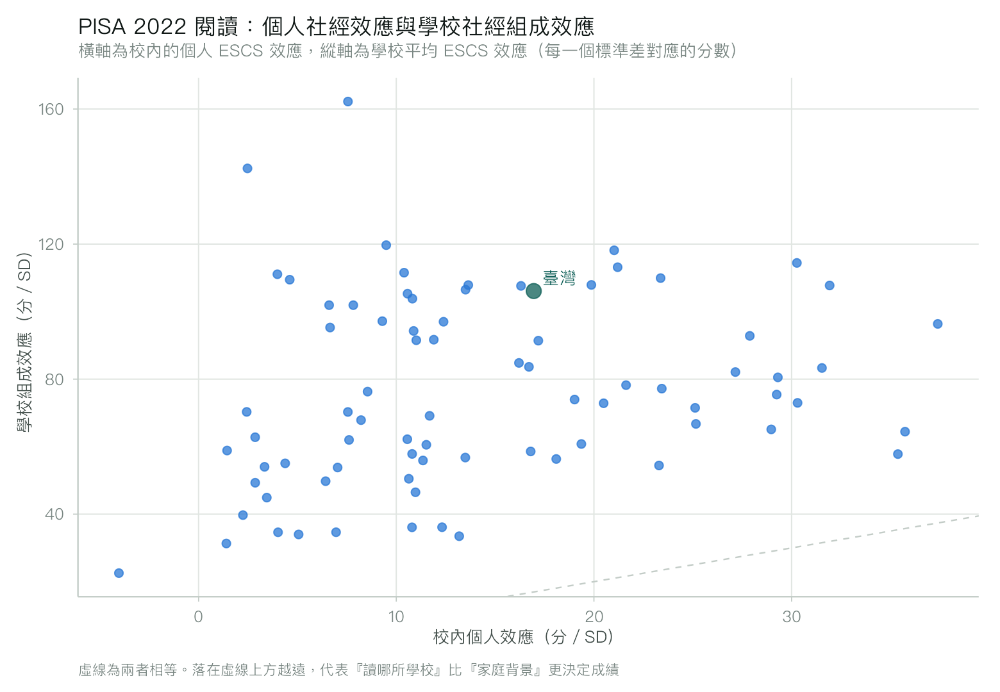 PISA 2022 閱讀：個人社經效應與學校社經組成效應
橫軸為校內的個人 ESCS 效應，縱軸為學校平均 ESCS 效應（每一個標準差對應的分數）
160
120
80
40
學校組成效應（分 / SD）
臺灣
0
10
20
30
校內個人效應（分 / SD）
虛線為兩者相等。落在虛線上方越遠，代表『讀哪所學校』比『家庭背景』更決定成績